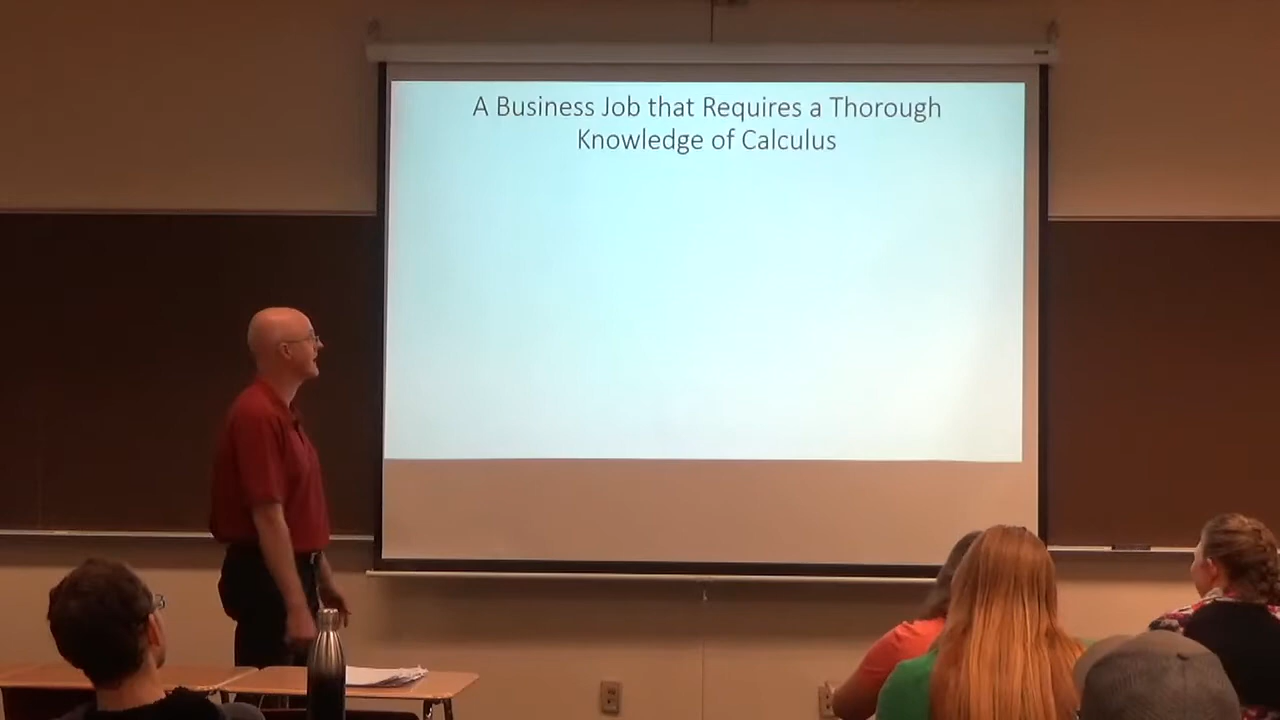 A Business Job that Requires a Thorough
Knowledge of Calculus